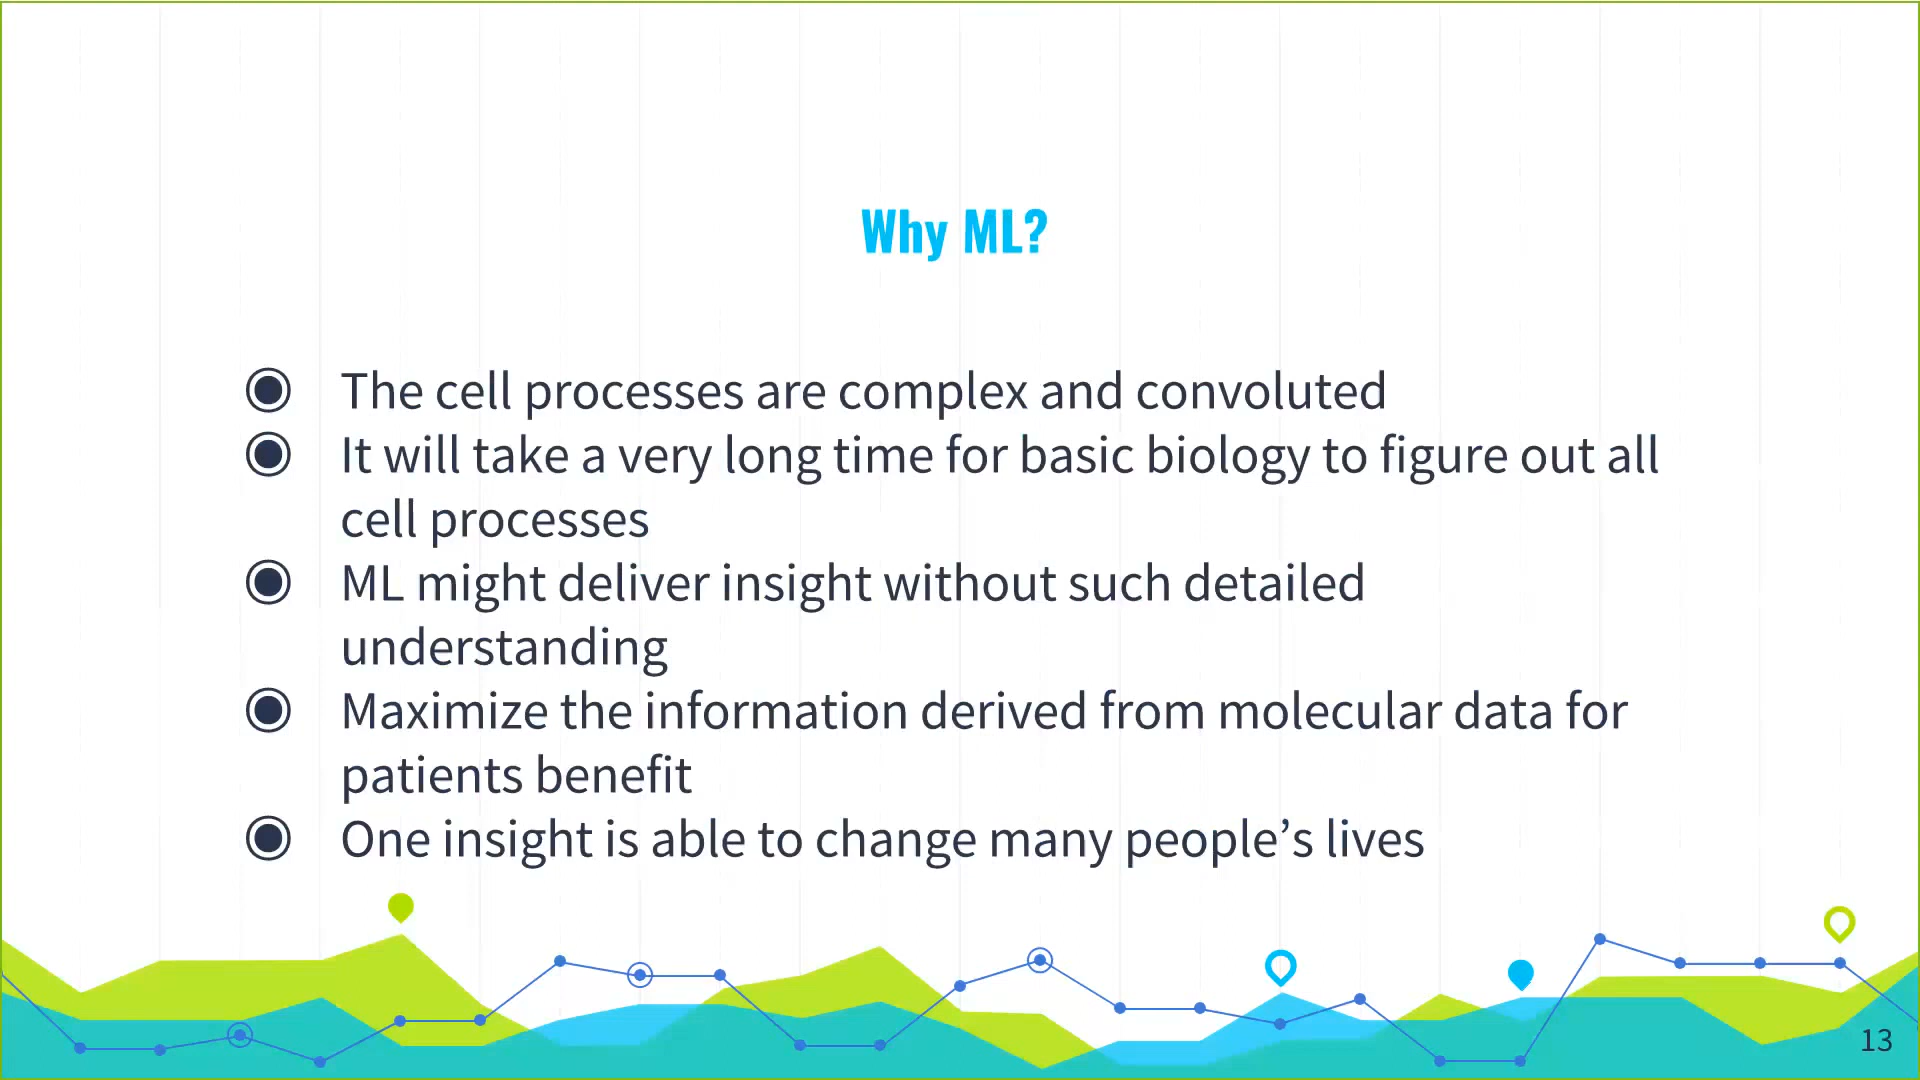 Why ML?
The cell processes are complex and convoluted
It will take a very long time for basic biology to figure out all
cell processes
ML might deliver insight without such detailed
understanding
Maximize the information derived from molecular data for
patients benefit
One insight is able to change many people’s lives
13